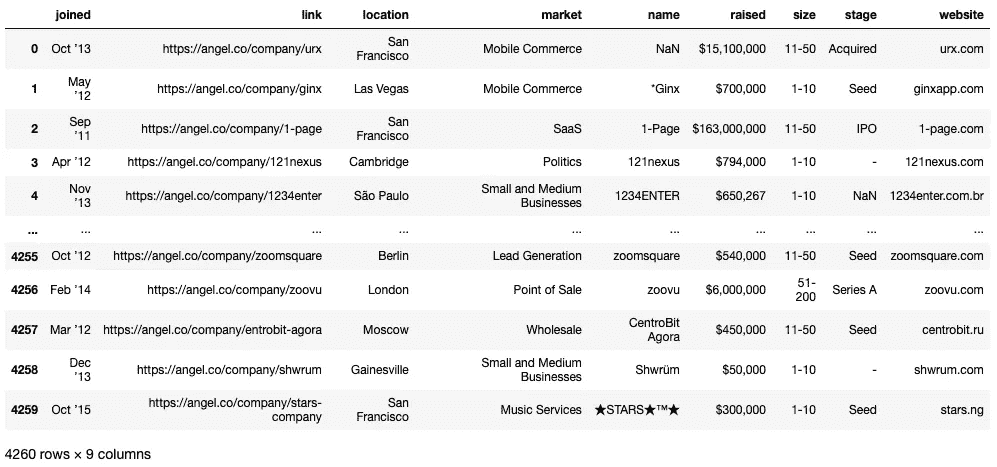 joined link location market name raised size stage website
0 Oct ’13 https://angel.co/company/urx San Francisco Mobile Commerce NaN $15,100,000 11-50 Acquired urx.com
1 May ’12 https://angel.co/company/ginx Las Vegas Mobile Commerce *Ginx $700,000 1-10 Seed ginxapp.com
2 Sep ’11 https://angel.co/company/1-page San Francisco SaaS 1-Page $163,000,000 11-50 IPO 1-page.com
3 Apr ’12 https://angel.co/company/121nexus Cambridge Politics 121nexus $794,000 1-10 - 121nexus.com
4 Nov ’13 https://angel.co/company/1234enter São Paulo Small and Medium Businesses 1234ENTER $650,267 1-10 NaN 1234enter.com.br
... ... ... ... ... ... ... ... ... ...
4255 Oct ’12 https://angel.co/company/zoomsquare Berlin Lead Generation zoomsquare $540,000 11-50 Seed zoomsquare.com
4256 Feb ’14 https://angel.co/company/zoovu London Point of Sale zoovu $6,000,000 51-200 Series A zoovu.com
4257 Mar ’12 https://angel.co/company/entrobit-agora Moscow Wholesale CentroBit Agora $450,000 11-50 Seed centrobit.ru
4258 Dec ’13 https://angel.co/company/shwrum Gainesville Small and Medium Businesses Shwrüm $50,000 1-10 - shwrum.com
4259 Oct ’15 https://angel.co/company/stars-company San Francisco Music Services ★STARS★™★ $300,000 1-10 Seed stars.ng
4260 rows × 9 columns